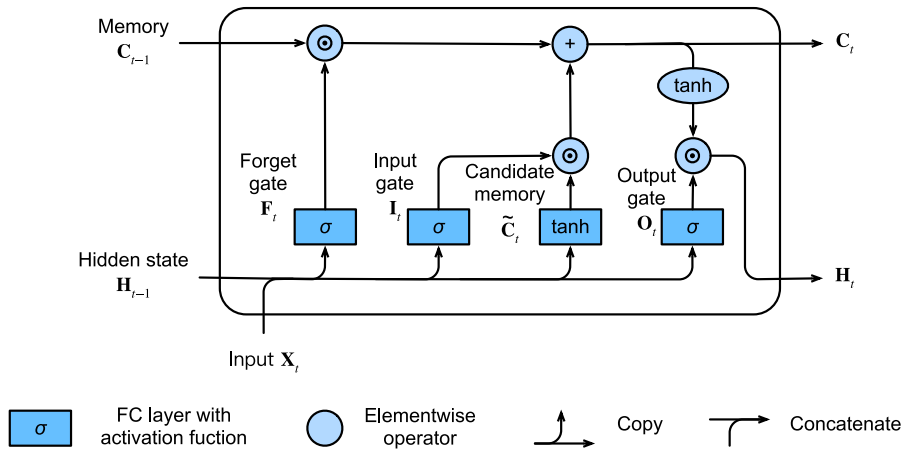 Memory
C_{t-1}
⊙
+
C_t
tanh
Forget gate
F_t
Input gate
I_t
⊙
Candidate memory
C̃_t
Output gate
O_t
⊙
σ
σ
tanh
σ
Hidden state
H_{t-1}
H_t
Input X_t
σ
FC layer with
activation fuction
Elementwise
operator
Copy
Concatenate